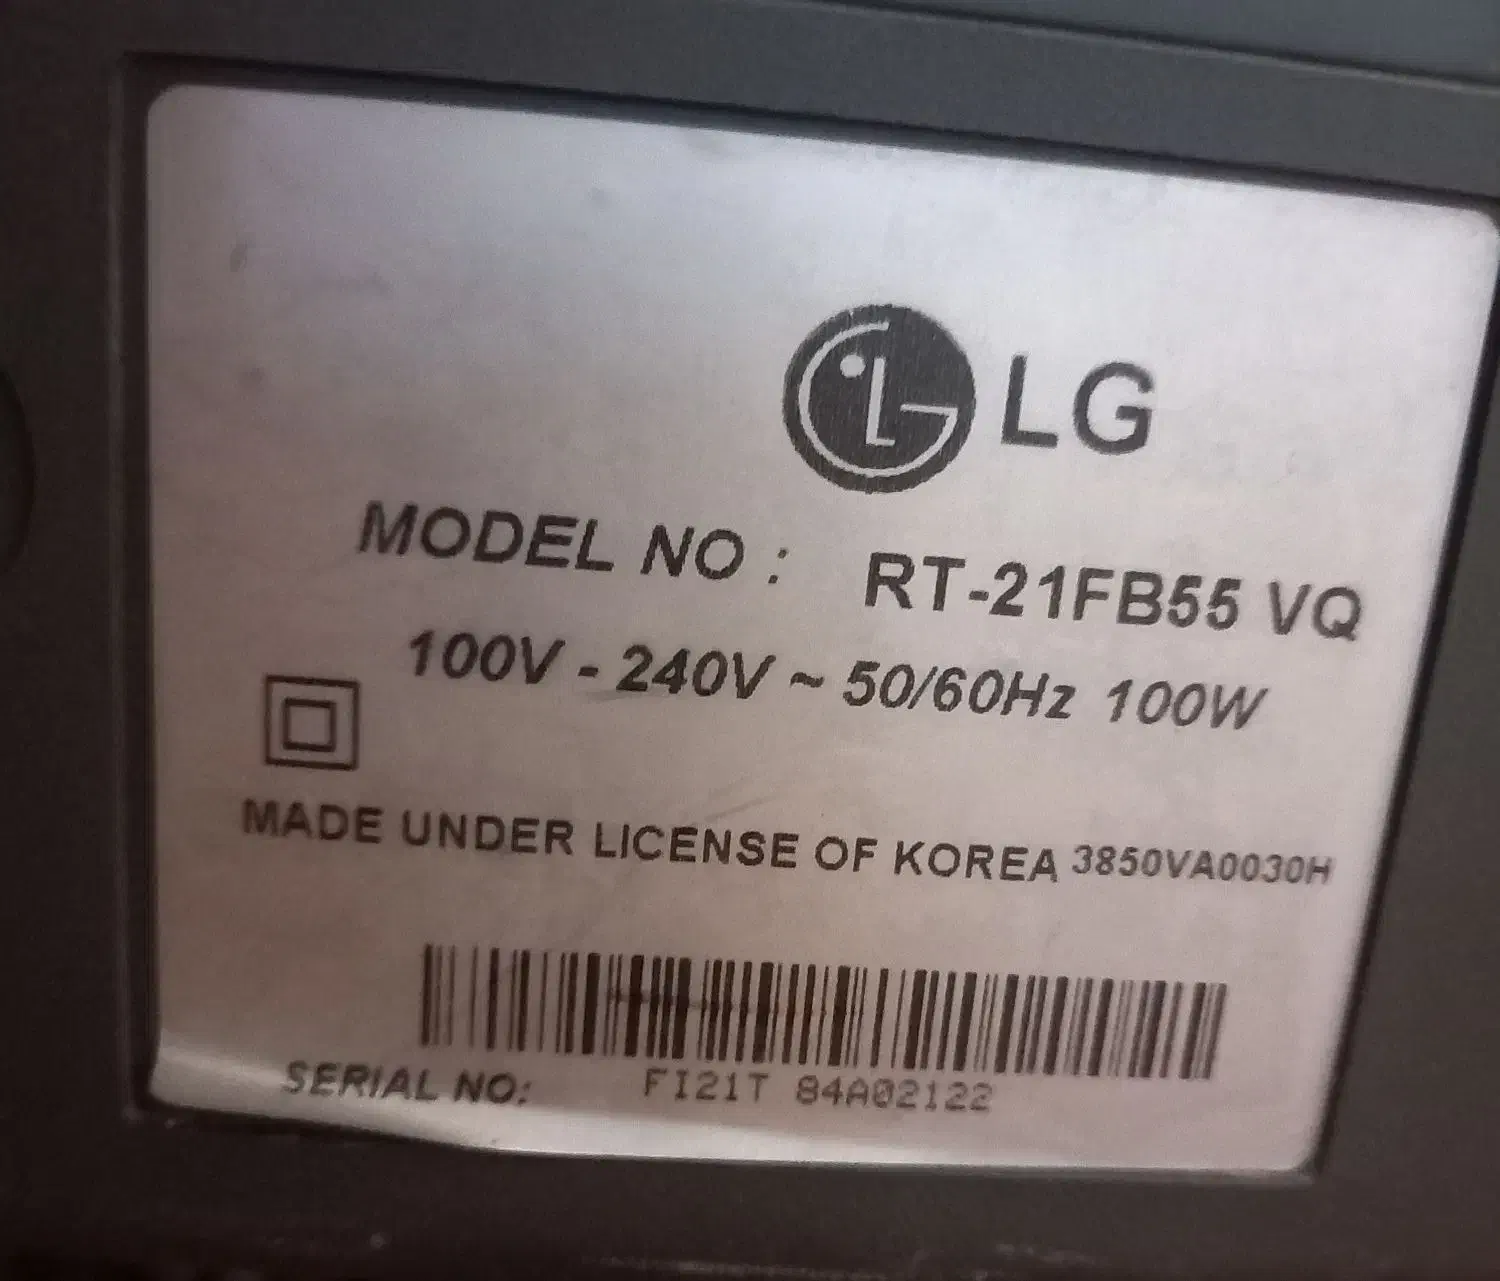 LG
MODEL NO : RT-21FB55 VQ
100V - 240V ~ 50/60Hz 100W
MADE UNDER LICENSE OF KOREA 3850VA0030H
SERIAL NO: FI21T 84A02122